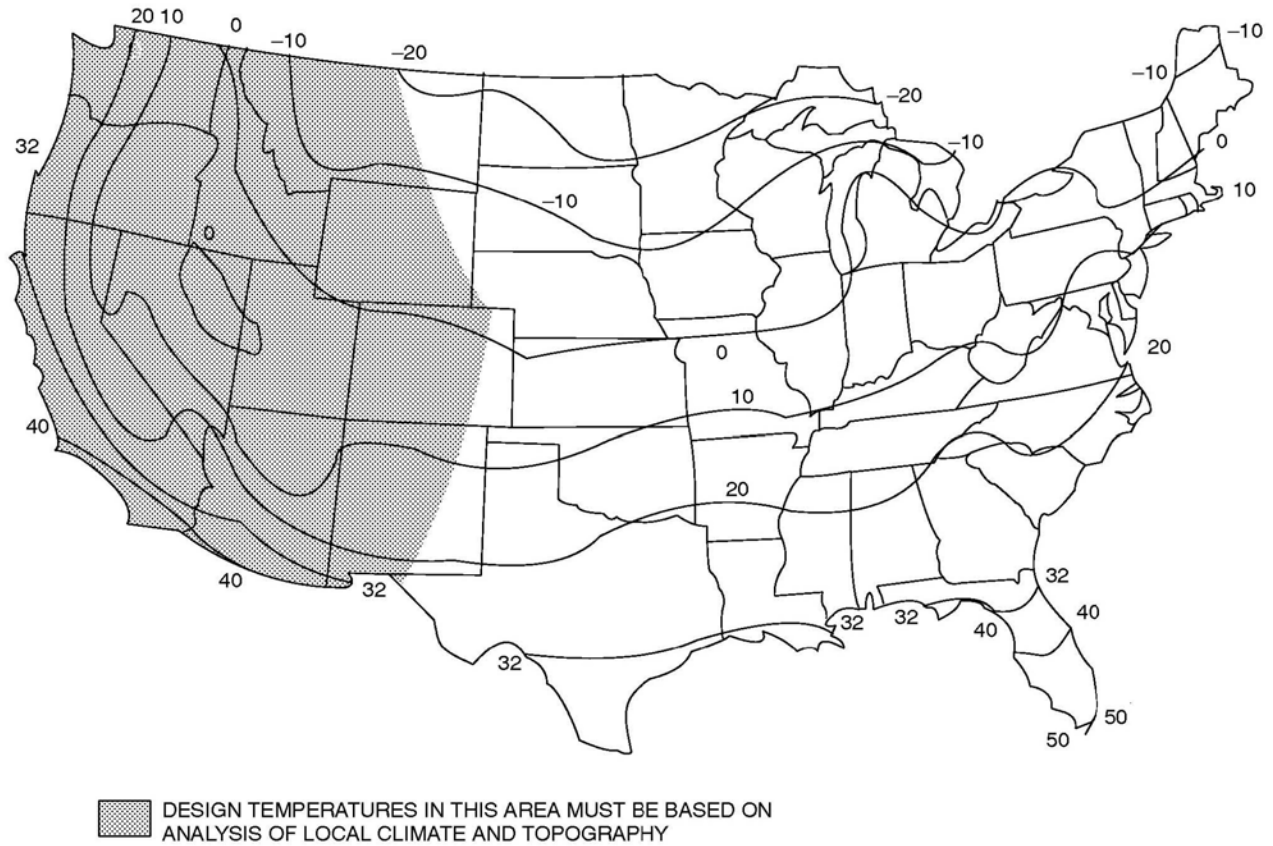 20 10 0 −10 −20 −10
−10
−20
32 −10 0
−10 10
0
0 20
10
40
20
40 32 32 32 32 40 40
32
50 50
DESIGN TEMPERATURES IN THIS AREA MUST BE BASED ON
ANALYSIS OF LOCAL CLIMATE AND TOPOGRAPHY